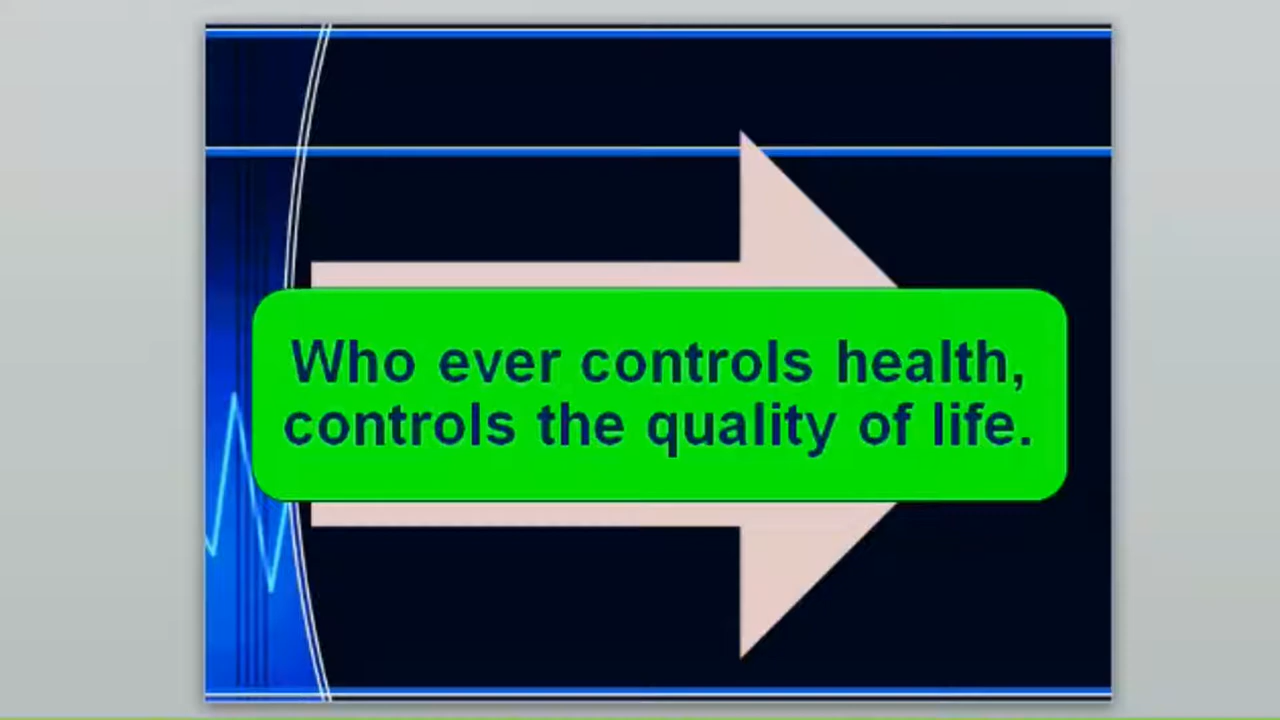 Who ever controls health,
controls the quality of life.